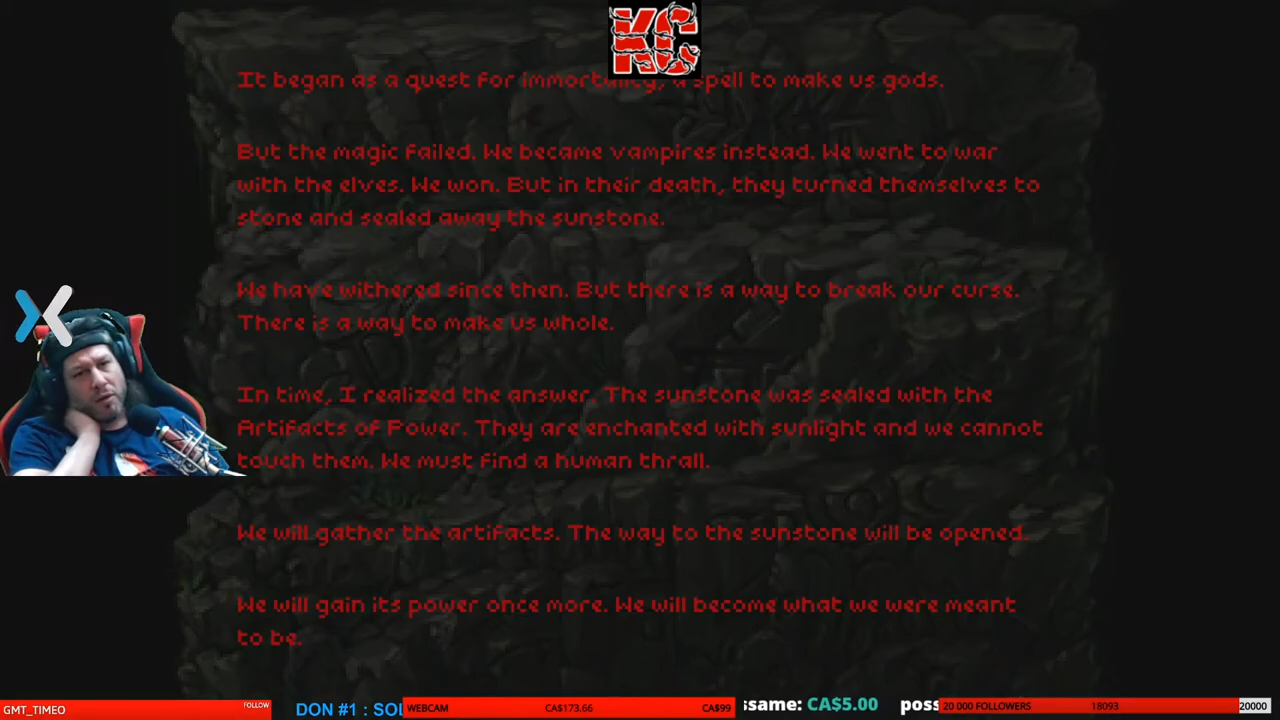 KC
It began as a quest for immortality, a spell to make us gods.
But the magic failed. We became vampires instead. We went to war
with the elves. We won. But in their death, they turned themselves to
stone and sealed away the sunstone.
We have withered since then. But there is a way to break our curse.
There is a way to make us whole.
In time, I realized the answer. The sunstone was sealed with the
Artifacts of Power. They are enchanted with sunlight and we cannot
touch them. We must find a human thrall.
We will gather the artifacts. The way to the sunstone will be opened.
We will gain its power once more. We will become what we were meant
to be.
GMT_TIMEO FOLLOW DON #1 : SOL WEBCAM CA$173.66 CA$99 ssame: CA$5.00 poss 20 000 FOLLOWERS 18093 20000